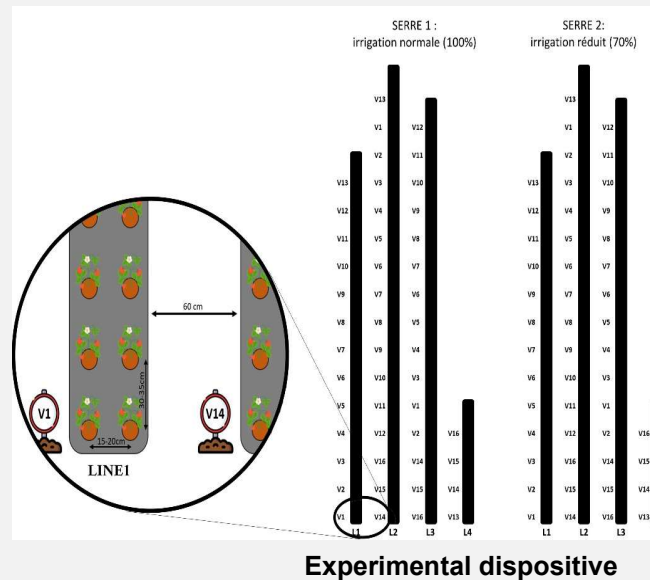 SERRE 1 :
irrigation normale (100%)
SERRE 2:
irrigation réduit (70%)
V13 V13
V1 V12 V1 V12
V2 V11 V2 V11
V13 V3 V10 V13 V3 V10
V12 V4 V9 V12 V4 V9
V11 V5 V8 V11 V5 V8
V10 V6 V7 V10 V6 V7
V9 V7 V6 V9 V7 V6
V8 V8 V5 V8 V8 V5
V7 V9 V4 V7 V9 V4
V6 V10 V3 V6 V10 V3
V5 V11 V1 V5 V11 V1
V4 V12 V2 V16 V4 V12 V2 V16
V3 V16 V14 V15 V3 V16 V14 V15
V2 V15 V15 V14 V2 V15 V15 V14
V1 V14 V16 V13 V1 V14 V16 V13
L1 L2 L3 L4 L1 L2 L3
60 cm
30-35cm
V1
V14
15-20cm
LINE1
Experimental dispositive